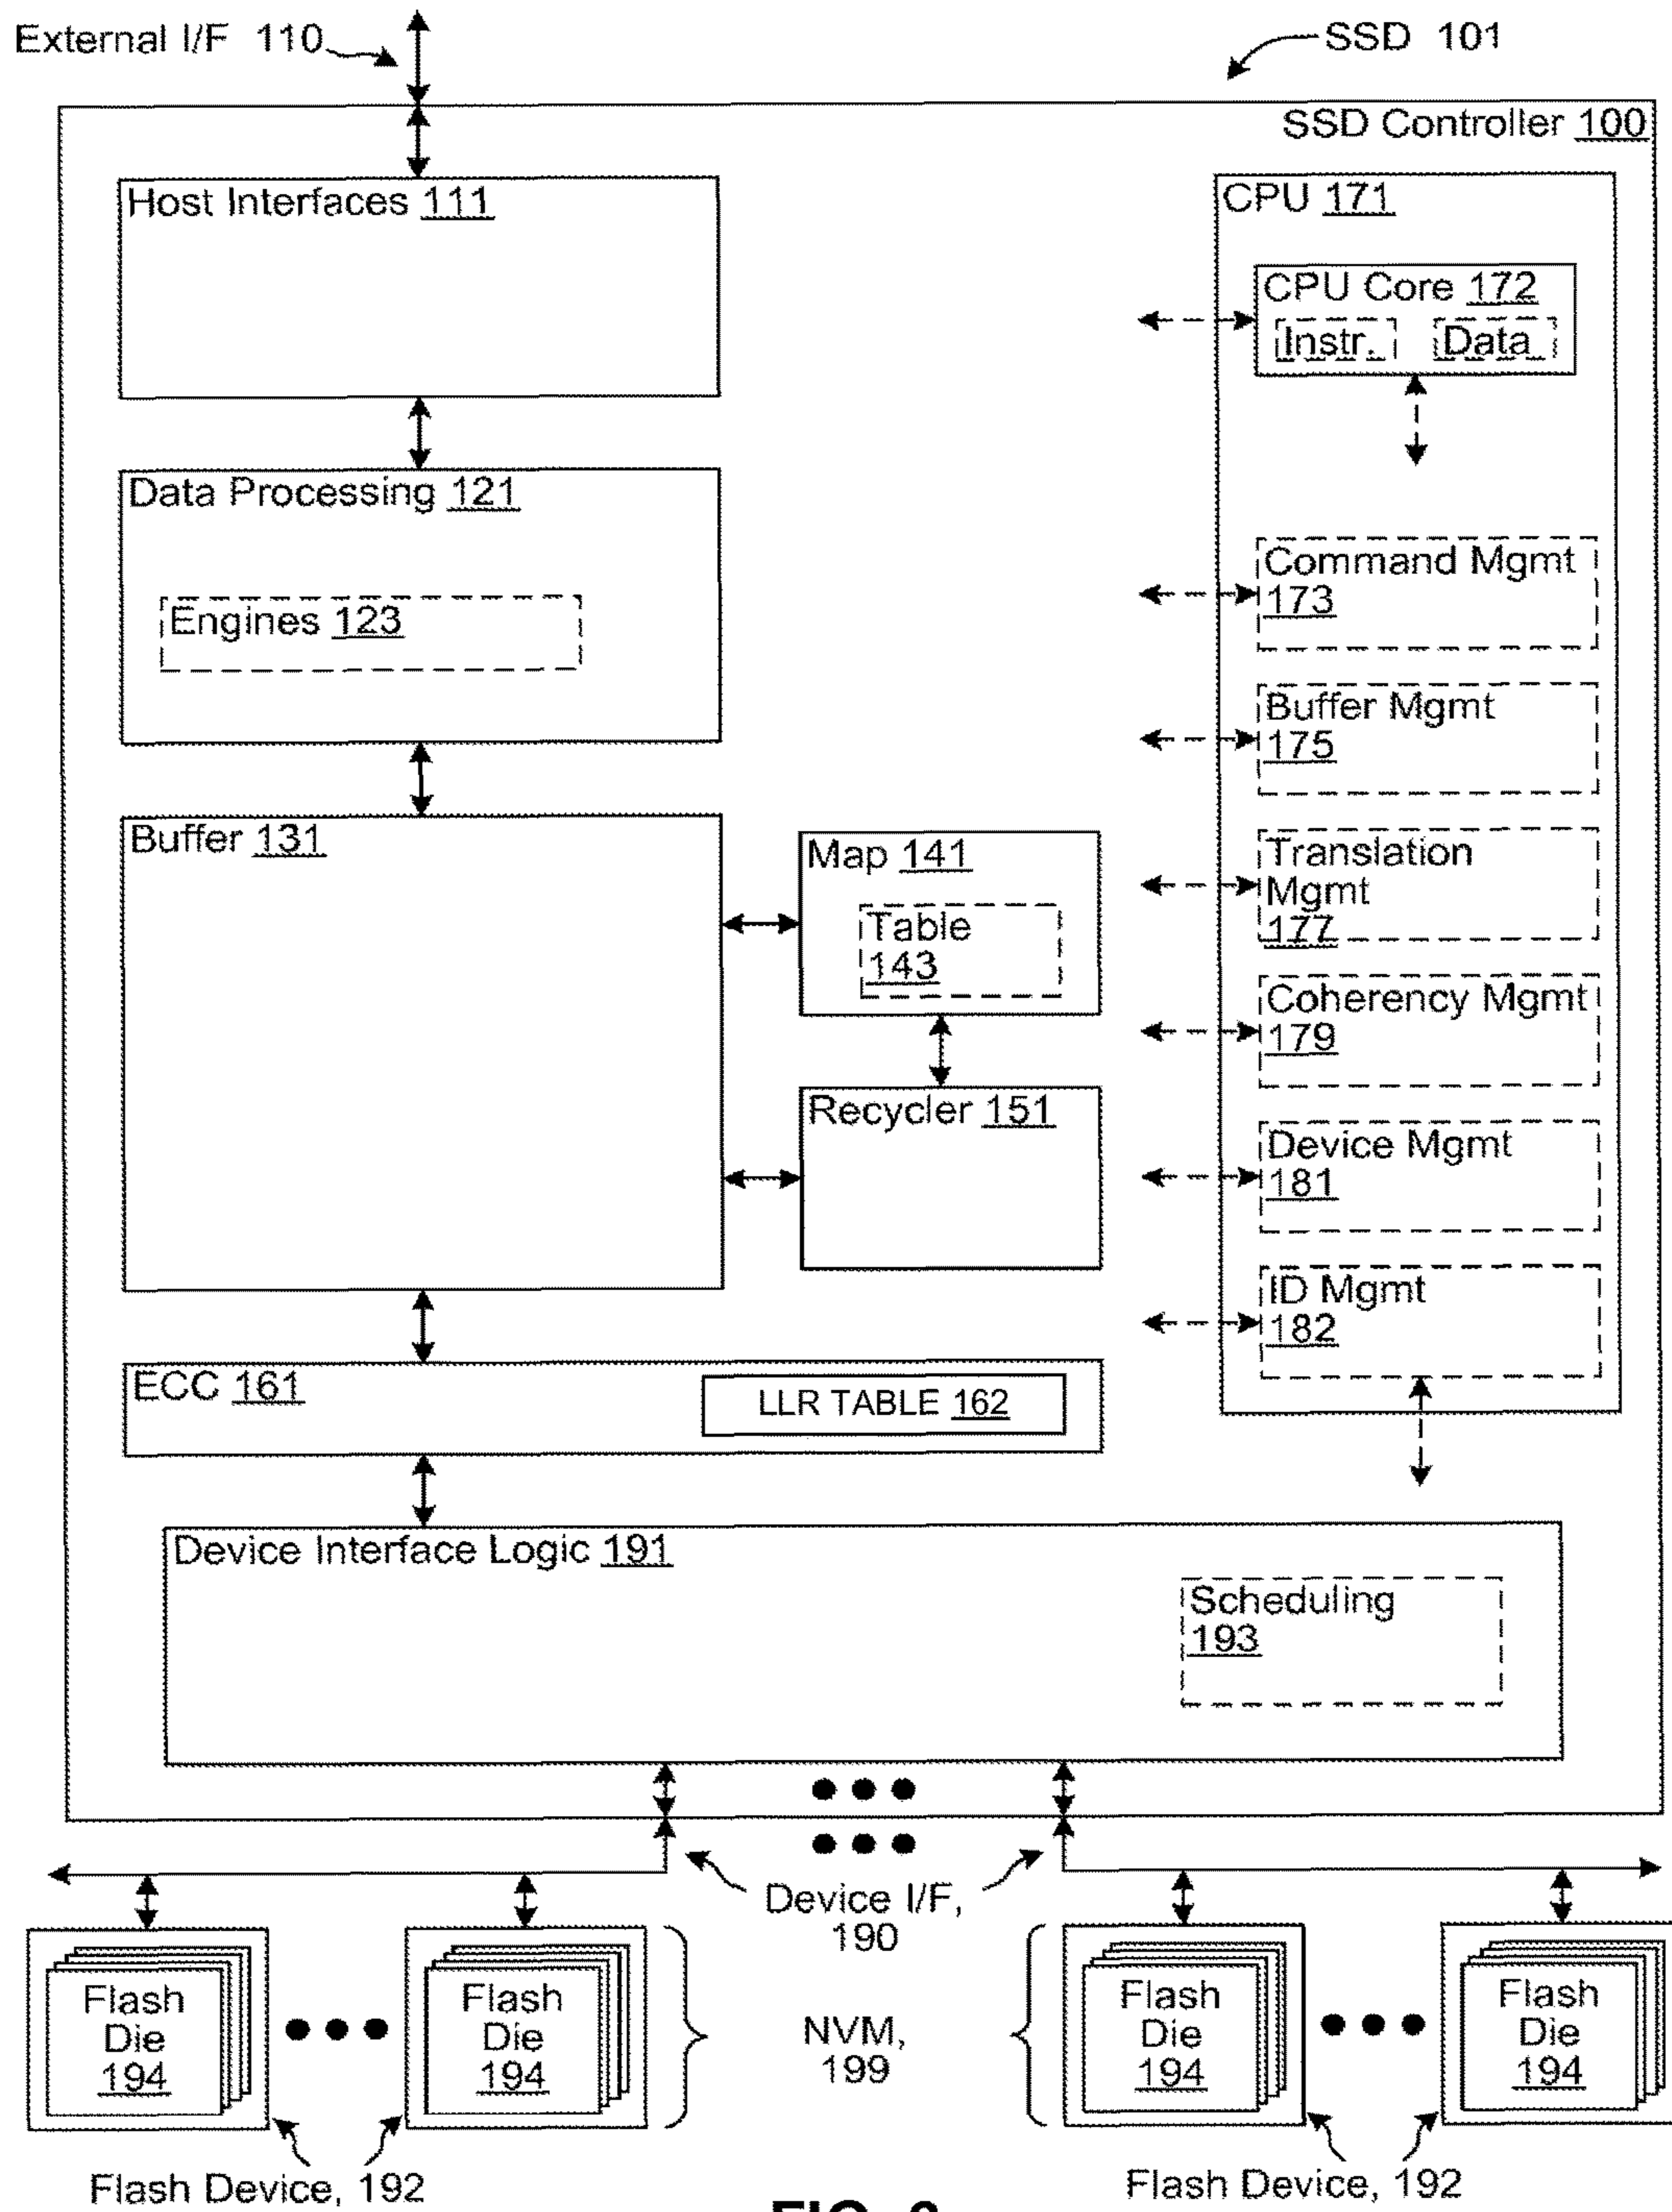 External I/F 110
SSD 101
SSD Controller 100
Host Interfaces 111
CPU 171
CPU Core 172
Instr.
Data
Data Processing 121
Engines 123
Command Mgmt
173
Buffer Mgmt
175
Buffer 131
Map 141
Table
143
Translation
Mgmt
177
Coherency Mgmt
179
Recycler 151
Device Mgmt
181
ID Mgmt
182
ECC 161
LLR TABLE 162
Device Interface Logic 191
Scheduling
193
Device I/F,
190
Flash
Die
194
Flash
Die
194
NVM,
199
Flash
Die
194
Flash
Die
194
Flash Device, 192
Flash Device, 192